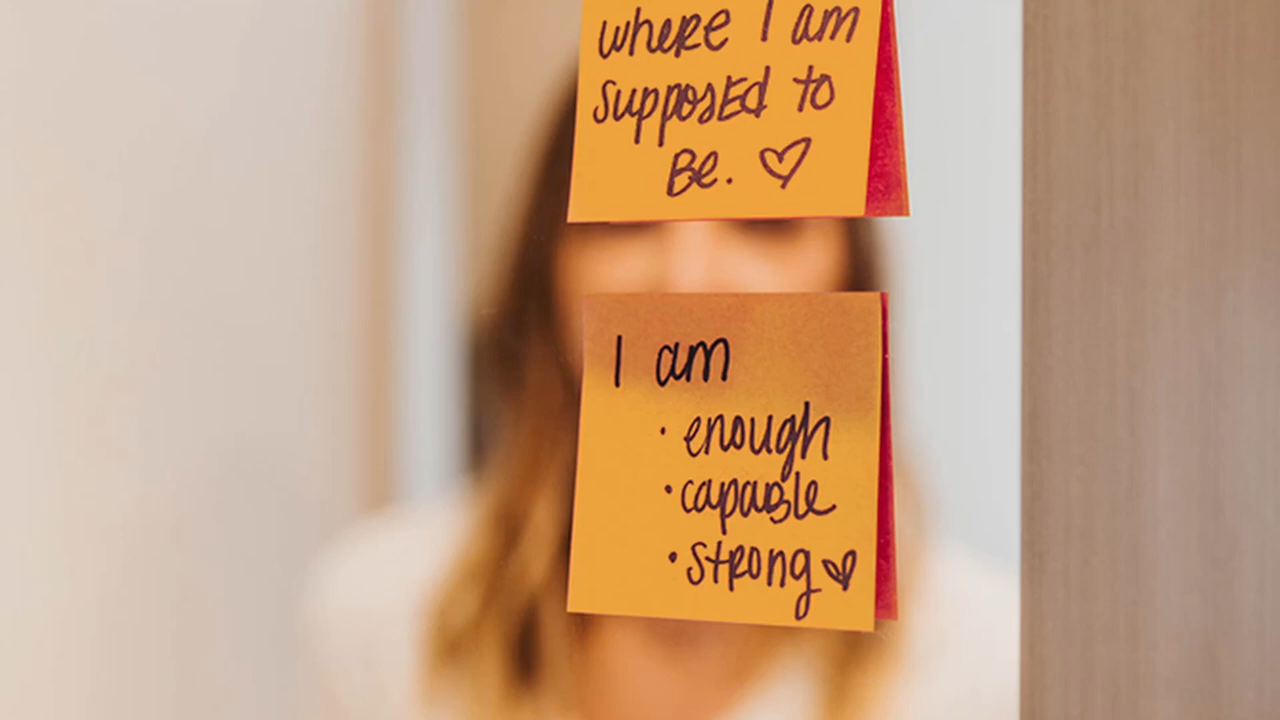 where I am
supposed to
Be. ♡
I am
· enough
· capable
· strong ♡